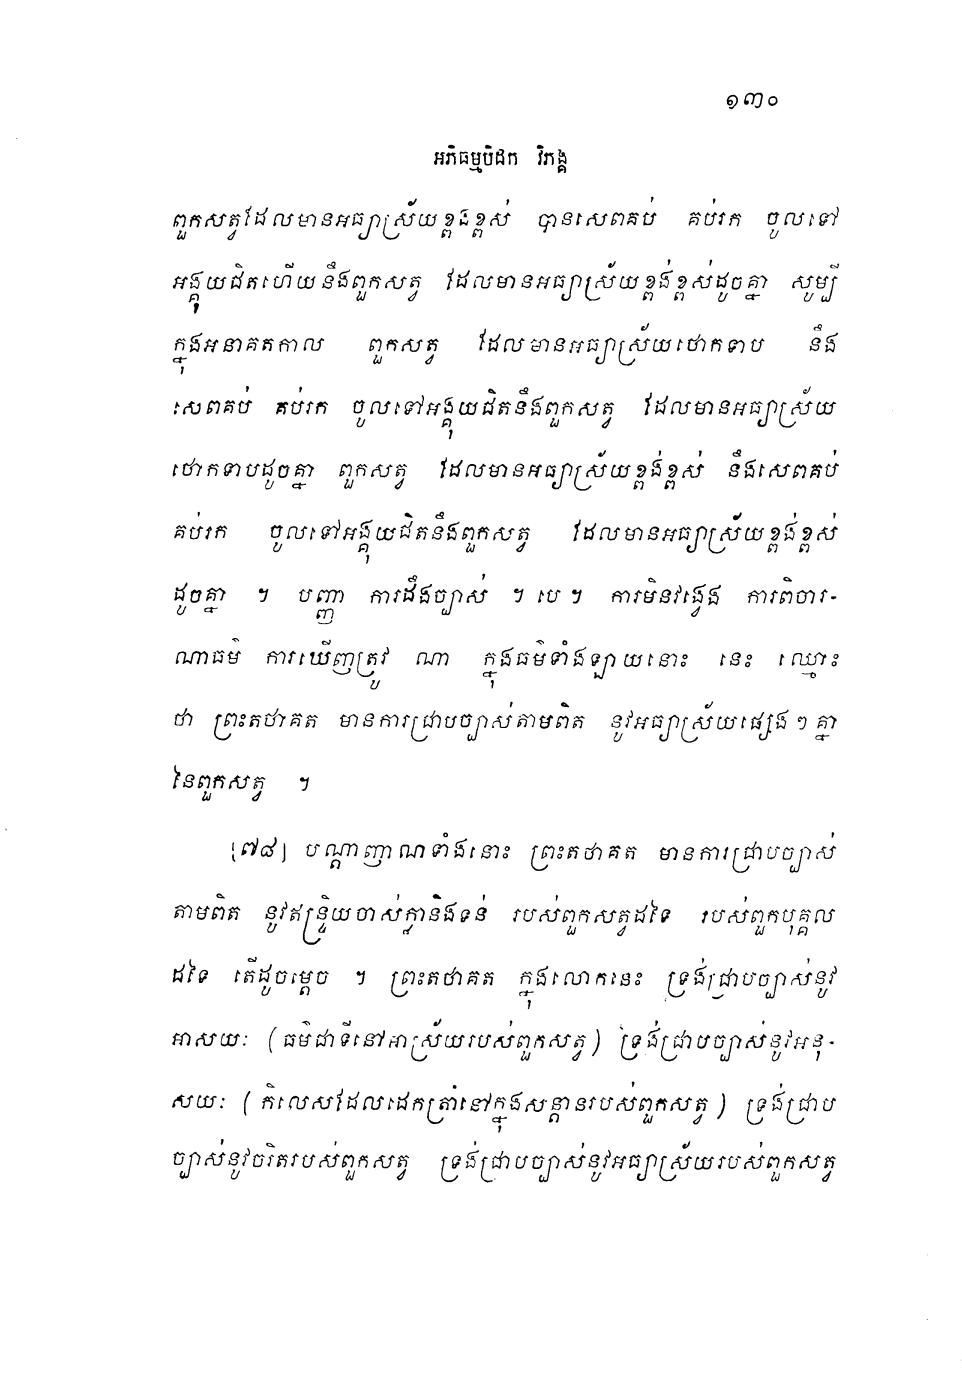 ១៣០
អភិធម្មបិដក វិភង្គ
ពួកសត្វដែលមានអធ្យាស្រ័យខ្ពង់ខ្ពស់ បានសេពគប់ គប់រក ចូលទៅ
អង្គុយជិតហើយនឹងពួកសត្វ ដែលមានអធ្យាស្រ័យខ្ពង់ខ្ពស់ដូចគ្នា សូម្បី
ក្នុងអនាគតកាល ពួកសត្វ ដែលមានអធ្យាស្រ័យថោកទាប នឹង
សេពគប់ គប់រក ចូលទៅអង្គុយជិតនឹងពួកសត្វ ដែលមានអធ្យាស្រ័យ
ថោកទាបដូចគ្នា ពួកសត្វ ដែលមានអធ្យាស្រ័យខ្ពង់ខ្ពស់ នឹងសេពគប់
គប់រក ចូលទៅអង្គុយជិតនឹងពួកសត្វ ដែលមានអធ្យាស្រ័យខ្ពង់ខ្ពស់
ដូចគ្នា ។ បញ្ញា ការដឹងច្បាស់ ។ បេ ។ ការមិនវង្វេង ការពិចារ-
ណាធម៌ ការឃើញត្រូវ ណា ក្នុងធម៌ទាំងឡាយនោះ នេះ ឈ្មោះ
ថា ព្រះតថាគត មានការជ្រាបច្បាស់តាមពិត នូវអធ្យាស្រ័យផ្សេង ៗ គ្នា
នៃពួកសត្វ ។
[៧៨] បណ្តាញាណទាំងនោះ ព្រះតថាគត មានការជ្រាបច្បាស់
តាមពិត នូវឥន្ទ្រិយចាស់ក្លានិងទន់ របស់ពួកសត្វដទៃ របស់ពួកបុគ្គល
ដទៃ តើដូចម្តេច ។ ព្រះតថាគត ក្នុងលោកនេះ ទ្រង់ជ្រាបច្បាស់នូវ
អាសយៈ (ធម៌ជាទីនៅអាស្រ័យរបស់ពួកសត្វ) ទ្រង់ជ្រាបច្បាស់នូវអនុ-
សយៈ (កិលេសដែលដេកត្រាំនៅក្នុងសន្តានរបស់ពួកសត្វ) ទ្រង់ជ្រាប
ច្បាស់នូវចរិតរបស់ពួកសត្វ ទ្រង់ជ្រាបច្បាស់នូវអធ្យាស្រ័យរបស់ពួកសត្វ